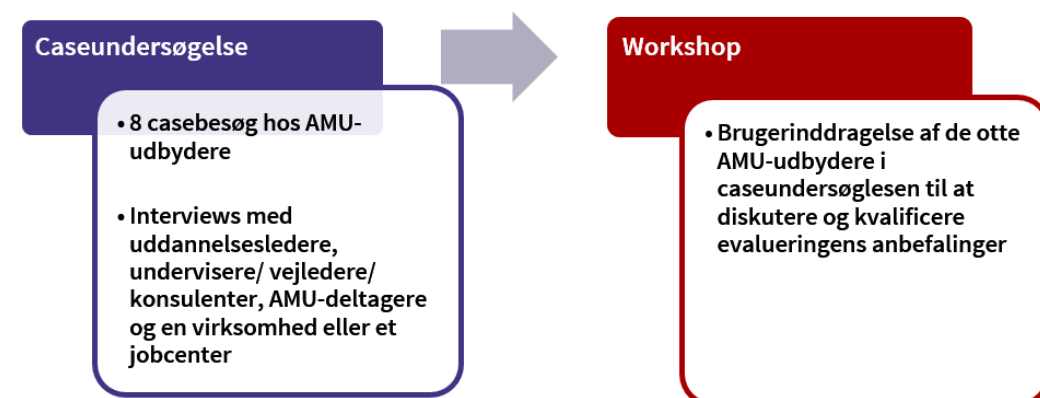 Caseundersøgelse
• 8 casebesøg hos AMU-
udbydere
• Interviews med
uddannelsesledere,
undervisere/ vejledere/
konsulenter, AMU-deltagere
og en virksomhed eller et
jobcenter
Workshop
• Brugerinddragelse af de otte
AMU-udbydere i
caseundersøglesen til at
diskutere og kvalificere
evalueringens anbefalinger